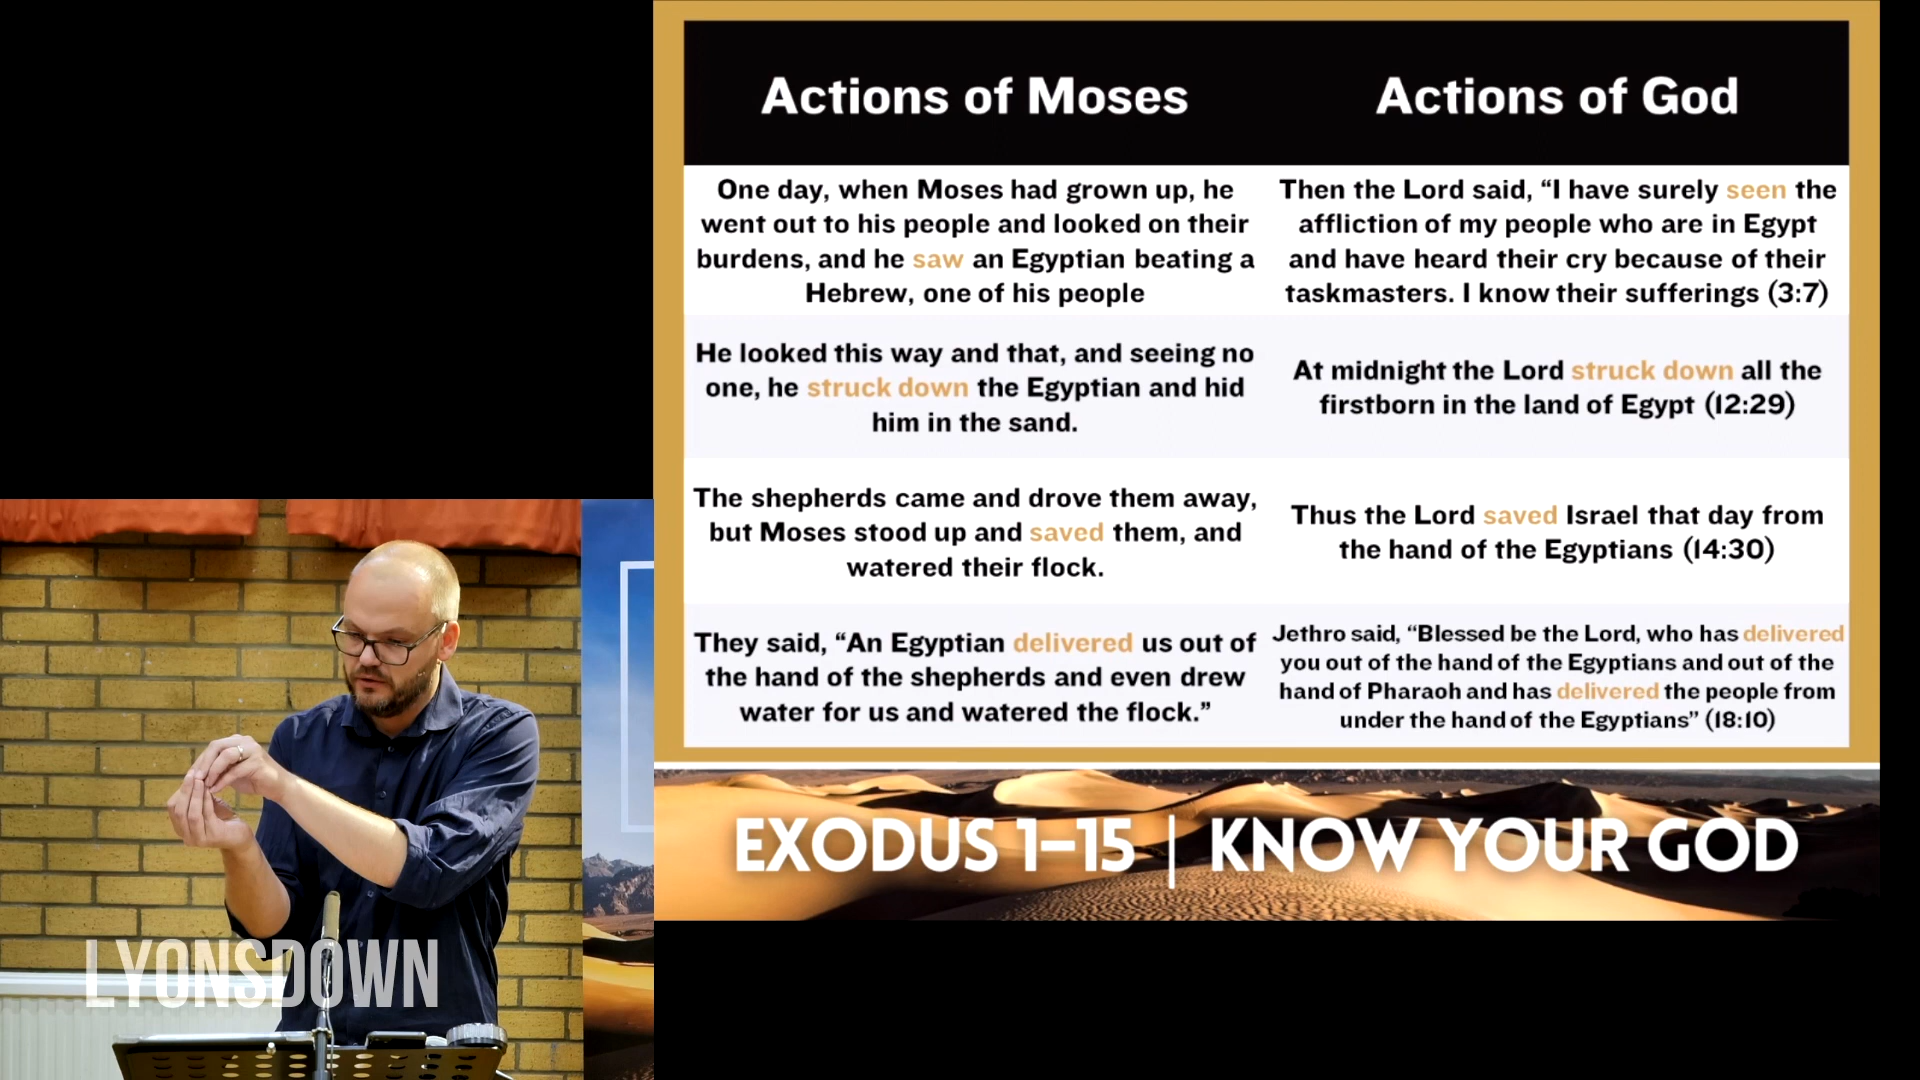 Actions of Moses
Actions of God
One day, when Moses had grown up, he
went out to his people and looked on their
burdens, and he saw an Egyptian beating a
Hebrew, one of his people
Then the Lord said, “I have surely seen the
affliction of my people who are in Egypt
and have heard their cry because of their
taskmasters. I know their sufferings (3:7)
He looked this way and that, and seeing no
one, he struck down the Egyptian and hid
him in the sand.
At midnight the Lord struck down all the
firstborn in the land of Egypt (12:29)
The shepherds came and drove them away,
but Moses stood up and saved them, and
watered their flock.
Thus the Lord saved Israel that day from
the hand of the Egyptians (14:30)
They said, “An Egyptian delivered us out of
the hand of the shepherds and even drew
water for us and watered the flock.”
Jethro said, “Blessed be the Lord, who has delivered
you out of the hand of the Egyptians and out of the
hand of Pharaoh and has delivered the people from
under the hand of the Egyptians” (18:10)
EXODUS 1–15 | KNOW YOUR GOD
LYONSDOWN